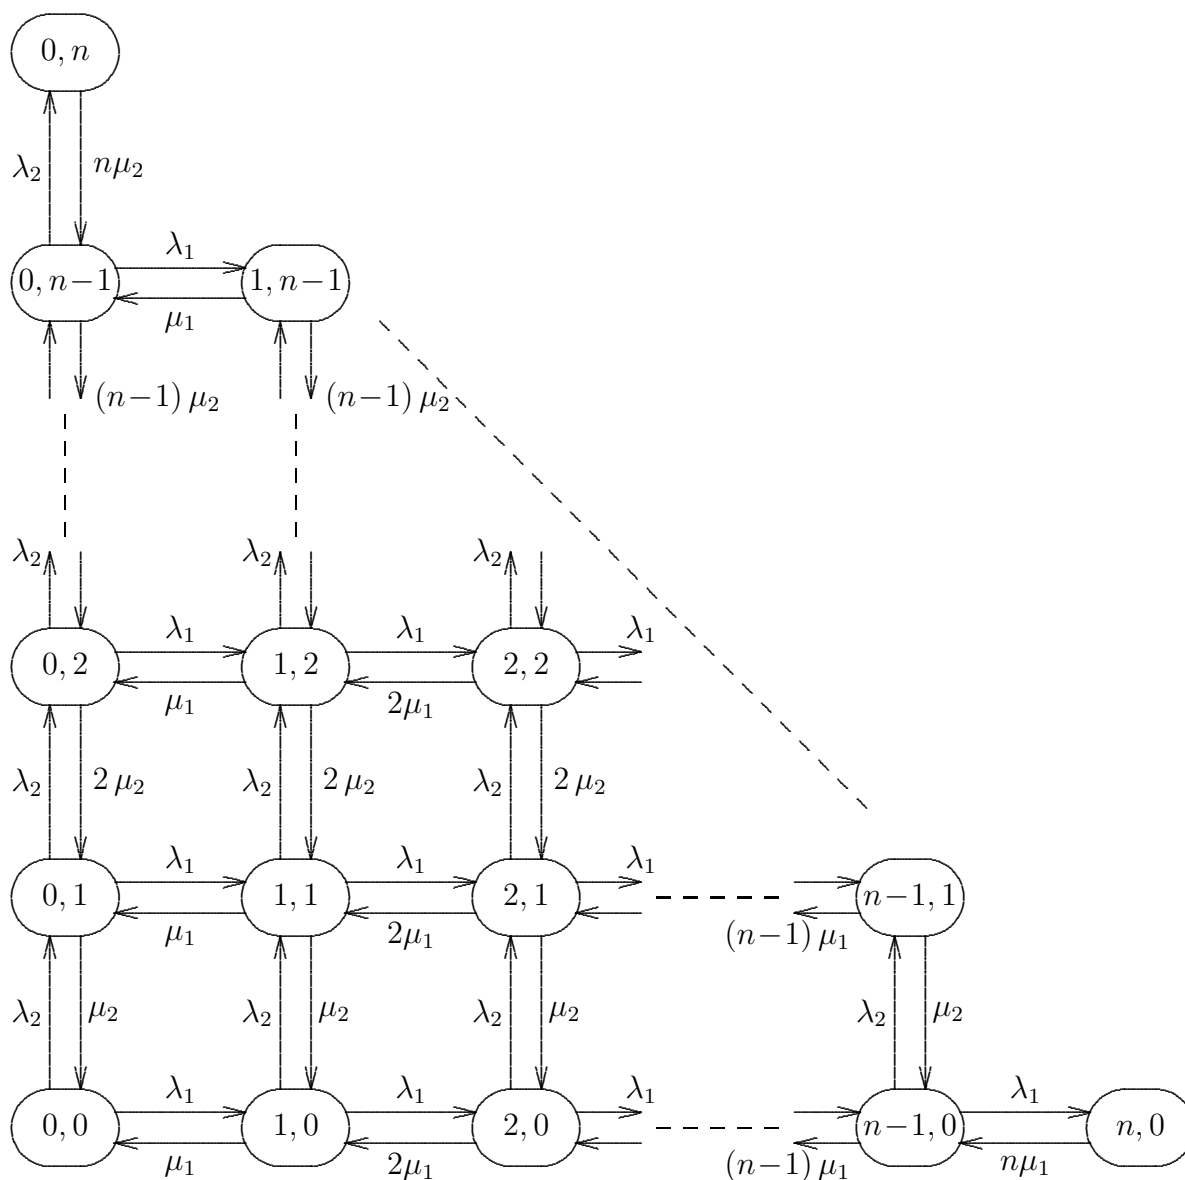 0, n
λ₂ nμ₂
λ₁
0, n−1 1, n−1
μ₁
(n−1) μ₂ (n−1) μ₂
λ₂ λ₂ λ₂
λ₁ λ₁ λ₁
0, 2 1, 2 2, 2
μ₁ 2μ₁
λ₂ 2 μ₂ λ₂ 2 μ₂ λ₂ 2 μ₂
λ₁ λ₁ λ₁
0, 1 1, 1 2, 1 n−1, 1
μ₁ 2μ₁ (n−1) μ₁
λ₂ μ₂ λ₂ μ₂ λ₂ μ₂ λ₂ μ₂
λ₁ λ₁ λ₁ λ₁
0, 0 1, 0 2, 0 n−1, 0 n, 0
μ₁ 2μ₁ (n−1) μ₁ nμ₁